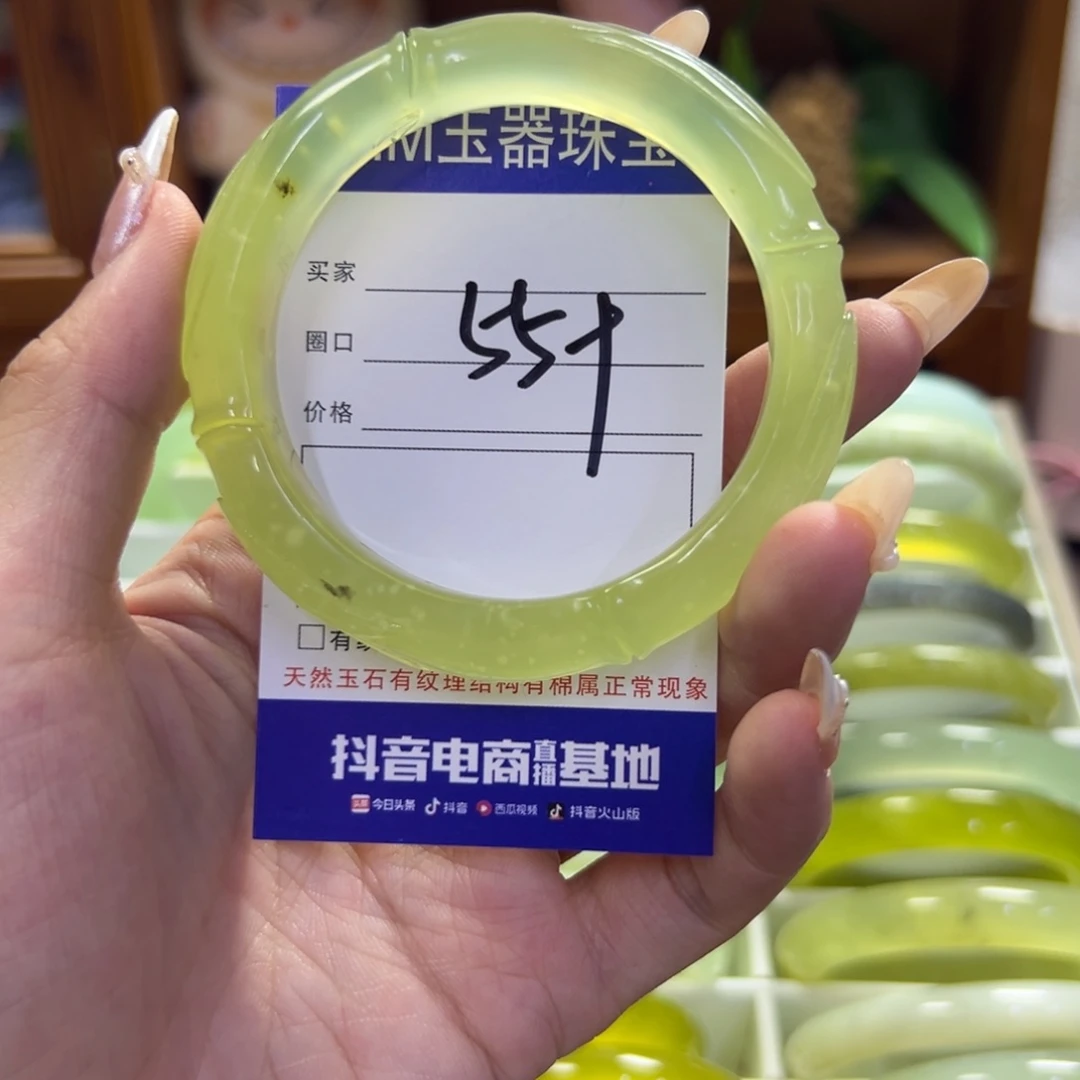 M玉器珠宝
买家
圈口
55
价格
□有
天然玉石有纹理结构有棉属正常现象
抖音电商直播基地
今日头条 抖音 西瓜视频 抖音火山版